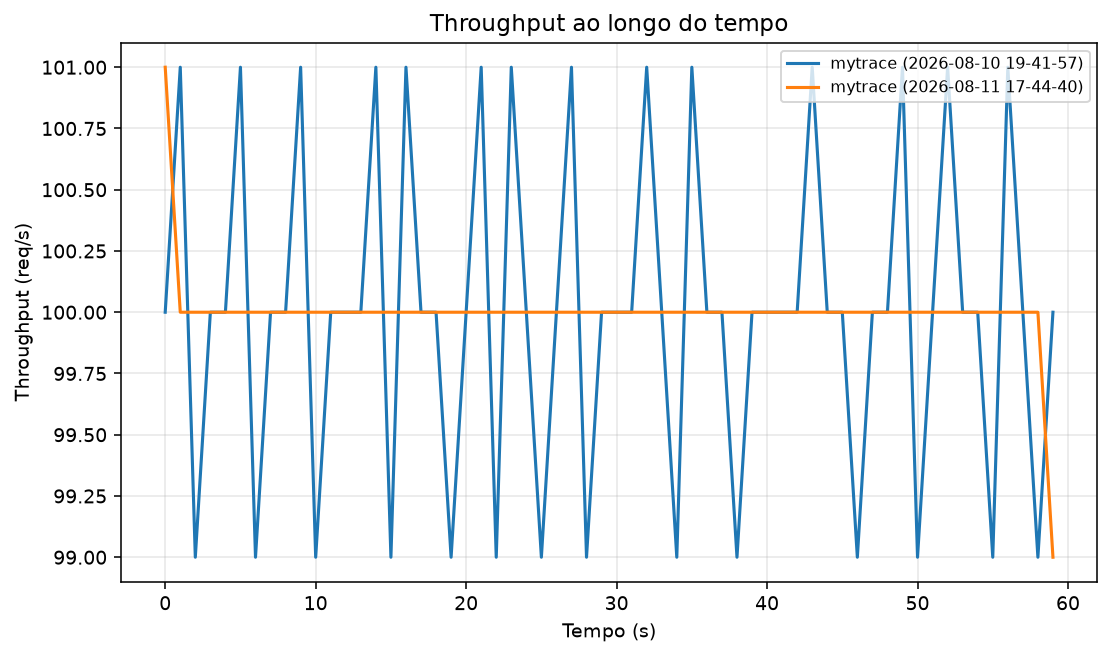 Throughput ao longo do tempo
mytrace (2026-08-10 19-41-57)
mytrace (2026-08-11 17-44-40)
Throughput (req/s)
101.00
100.75
100.50
100.25
100.00
99.75
99.50
99.25
99.00
0 10 20 30 40 50 60
Tempo (s)